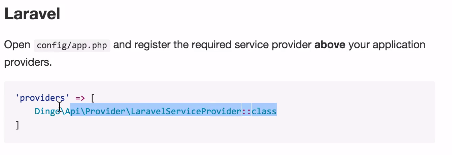 Laravel
Open config/app.php and register the required service provider above your application
providers.
'providers' => [
Dingo\Api\Provider\LaravelServiceProvider::class
]